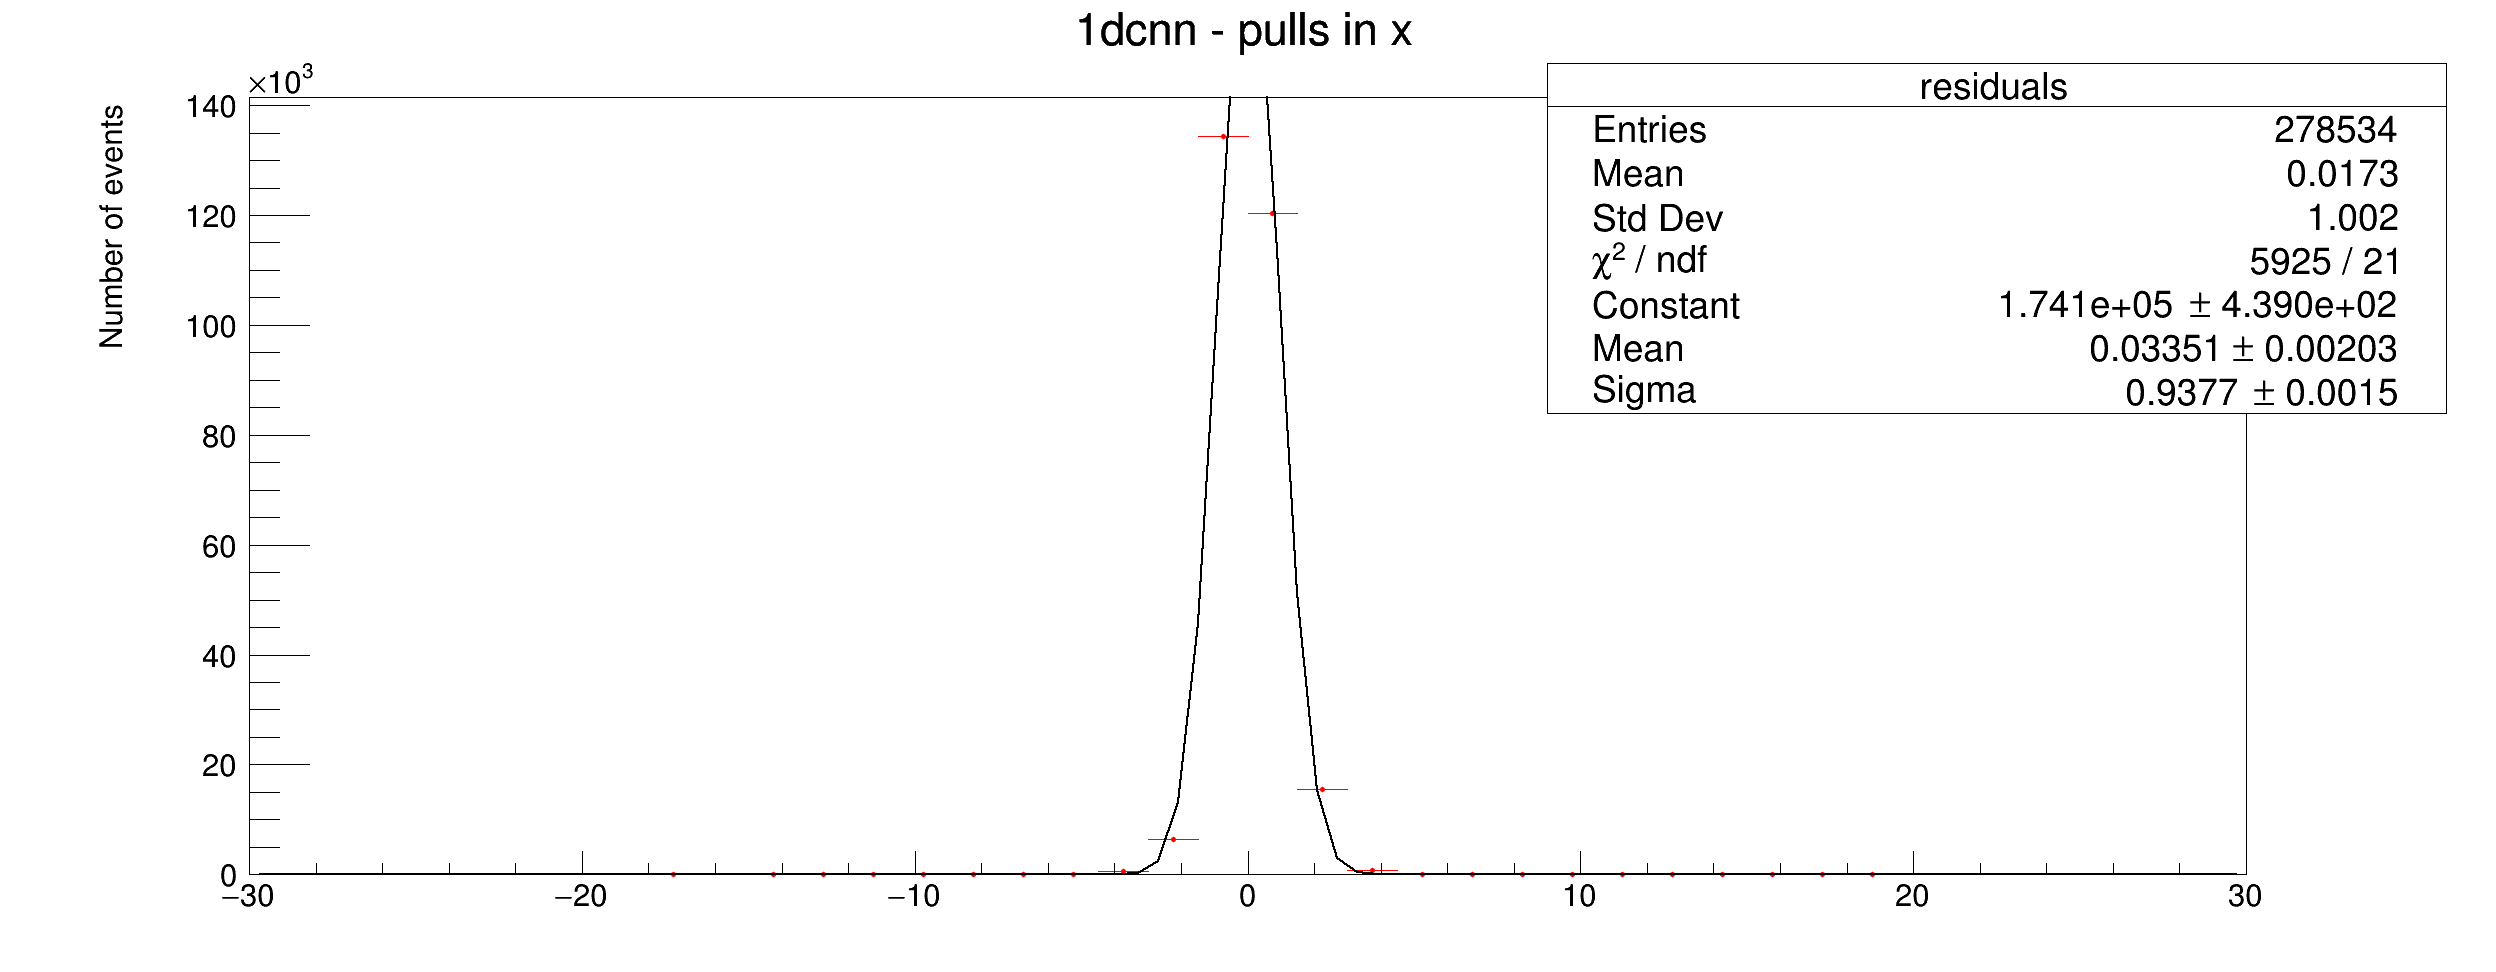 1dcnn - pulls in x
×10³
Number of events
140
120
100
80
60
40
20
0
−30 −20 −10 0 10 20 30
residuals
Entries 278534
Mean 0.0173
Std Dev 1.002
χ² / ndf 5925 / 21
Constant 1.741e+05 ± 4.390e+02
Mean 0.03351 ± 0.00203
Sigma 0.9377 ± 0.0015